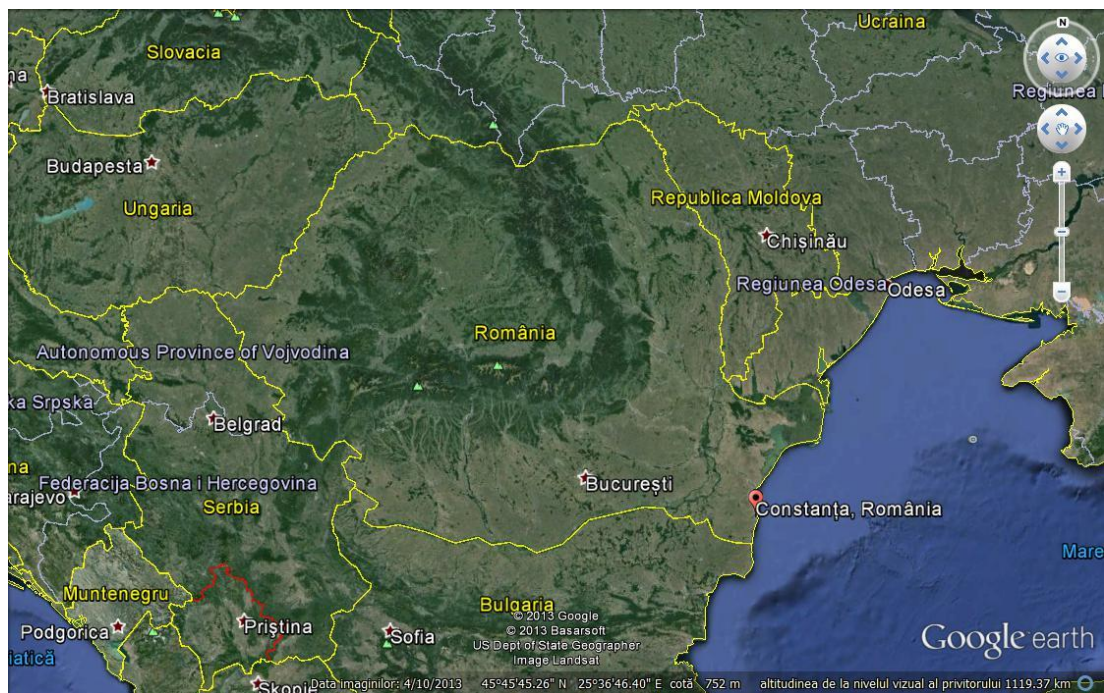 Ucraina
Slovacia
Bratislava
Budapesta
Ungaria
Republica Moldova
Chișinău
Regiunea Odesa
Odesa
România
Autonomous Province of Vojvodina
Srpska
Belgrad
București
Federacija Bosna i Hercegovina
Serbia
Constanța, România
Mare
Muntenegru
Bulgaria
Podgorica
Priștina
Sofia
© 2013 Google
© 2013 Basarsoft
US Dept of State Geographer
Image Landsat
Google earth
Skopje
Data imaginilor: 4/10/2013 45°45'45.26" N 25°36'46.40" E cotă 752 m altitudinea de la nivelul vizual al privitorului 1119.37 km
N
Regiunea